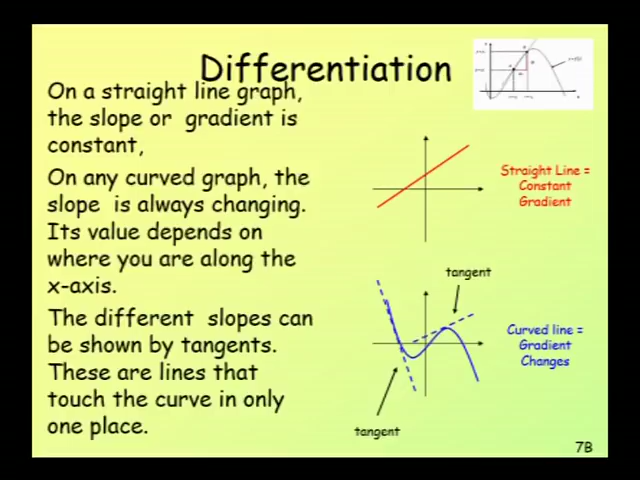 Differentiation
On a straight line graph,
the slope or gradient is
constant,
On any curved graph, the
slope is always changing.
Its value depends on
where you are along the
x-axis.
The different slopes can
be shown by tangents.
These are lines that
touch the curve in only
one place.
Straight Line =
Constant
Gradient
tangent
Curved line =
Gradient
Changes
tangent
7B